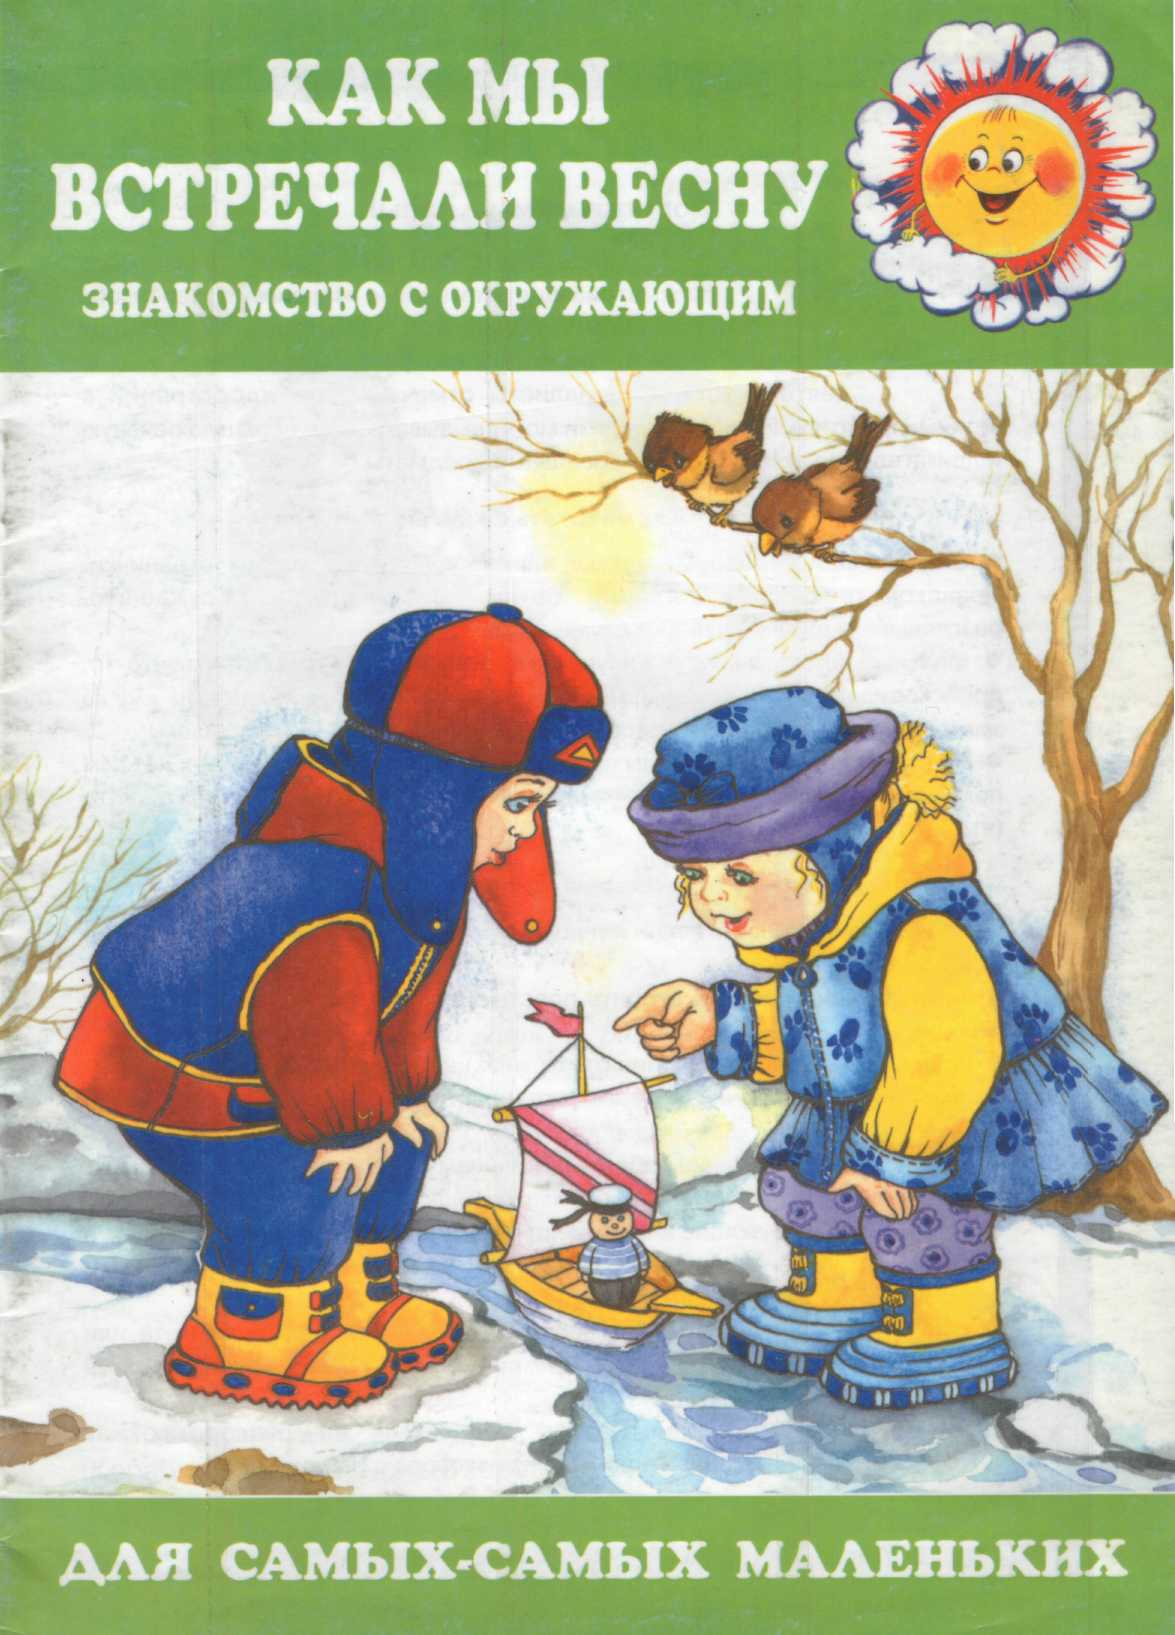 КАК МЫ
ВСТРЕЧАЛИ ВЕСНУ
ЗНАКОМСТВО С ОКРУЖАЮЩИМ
ДЛЯ САМЫХ-САМЫХ МАЛЕНЬКИХ